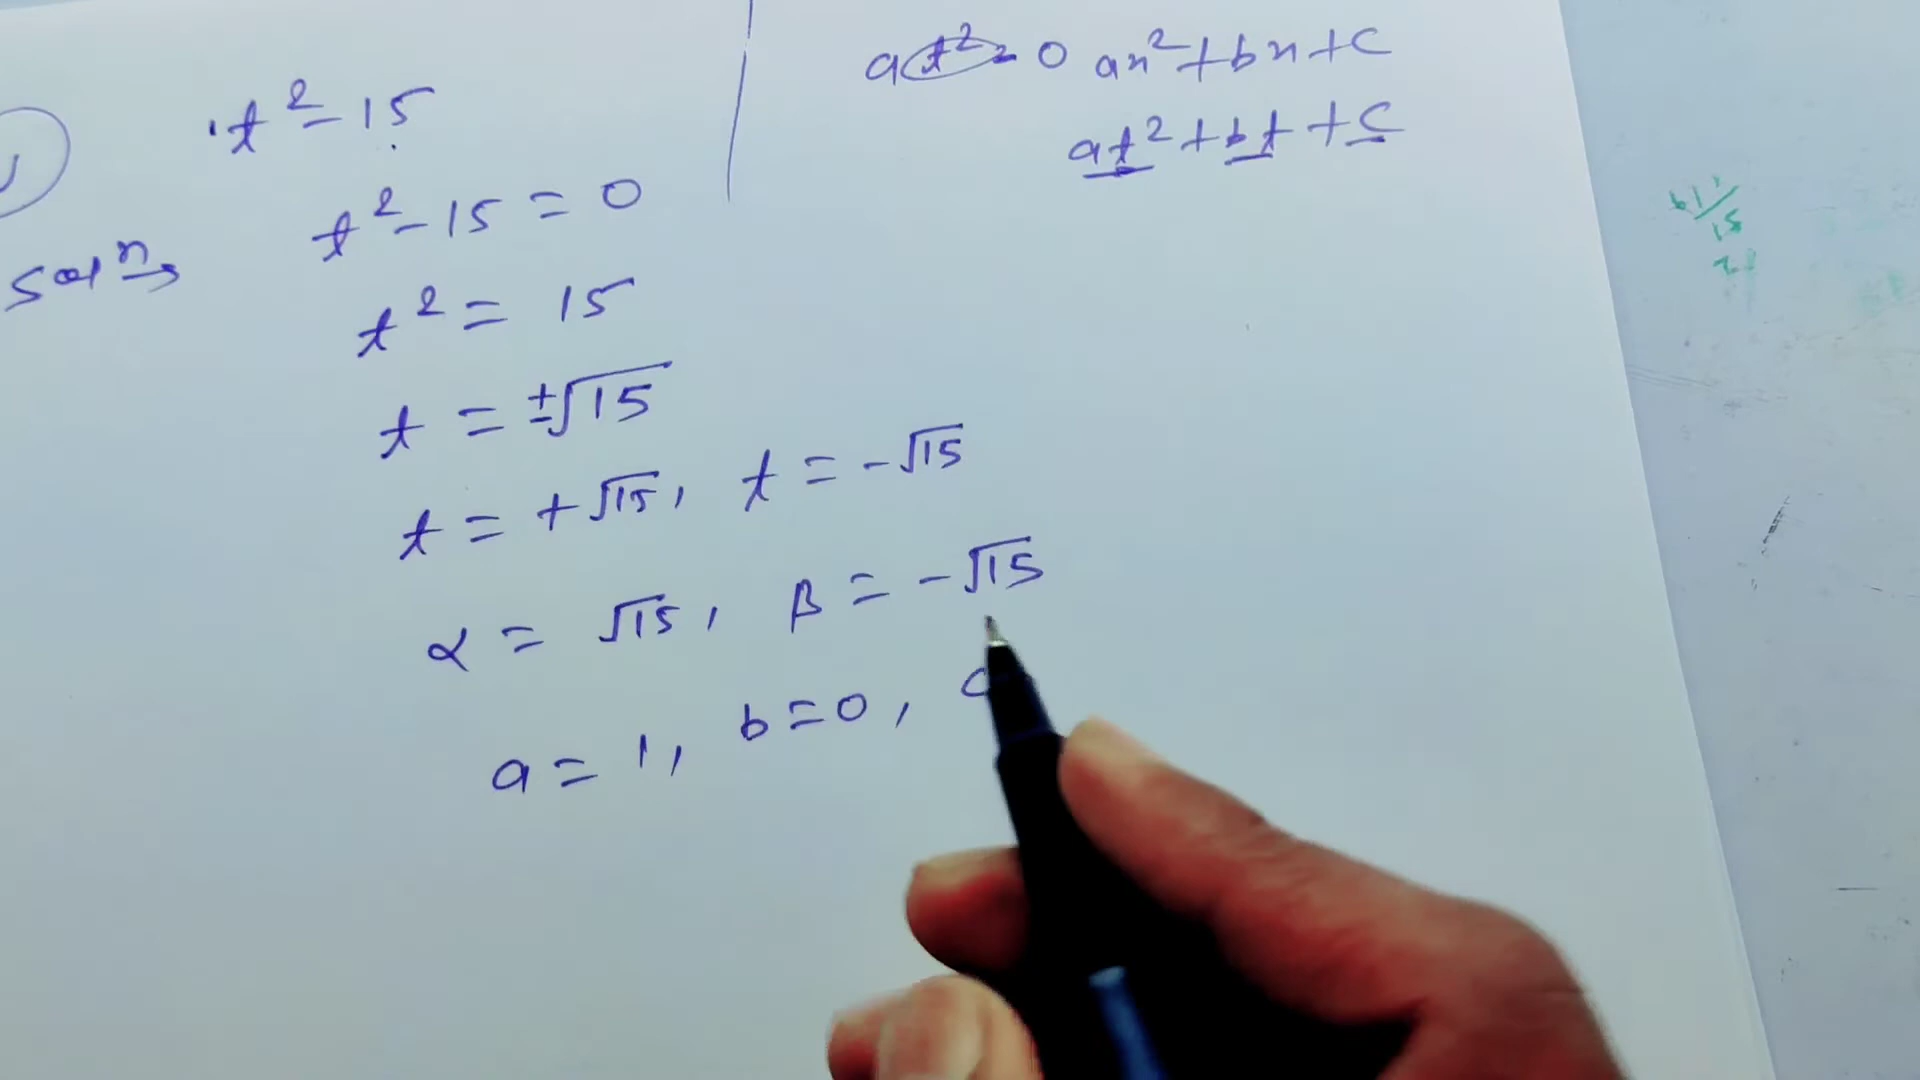 t² - 15
t² - 15 = 0
Solⁿ→
t² = 15
t = ±√15
t = +√15, t = -√15
α = √15, β = -√15
a = 1, b = 0, c
at² = 0 ax² + bx + c
at² + bt + c
15